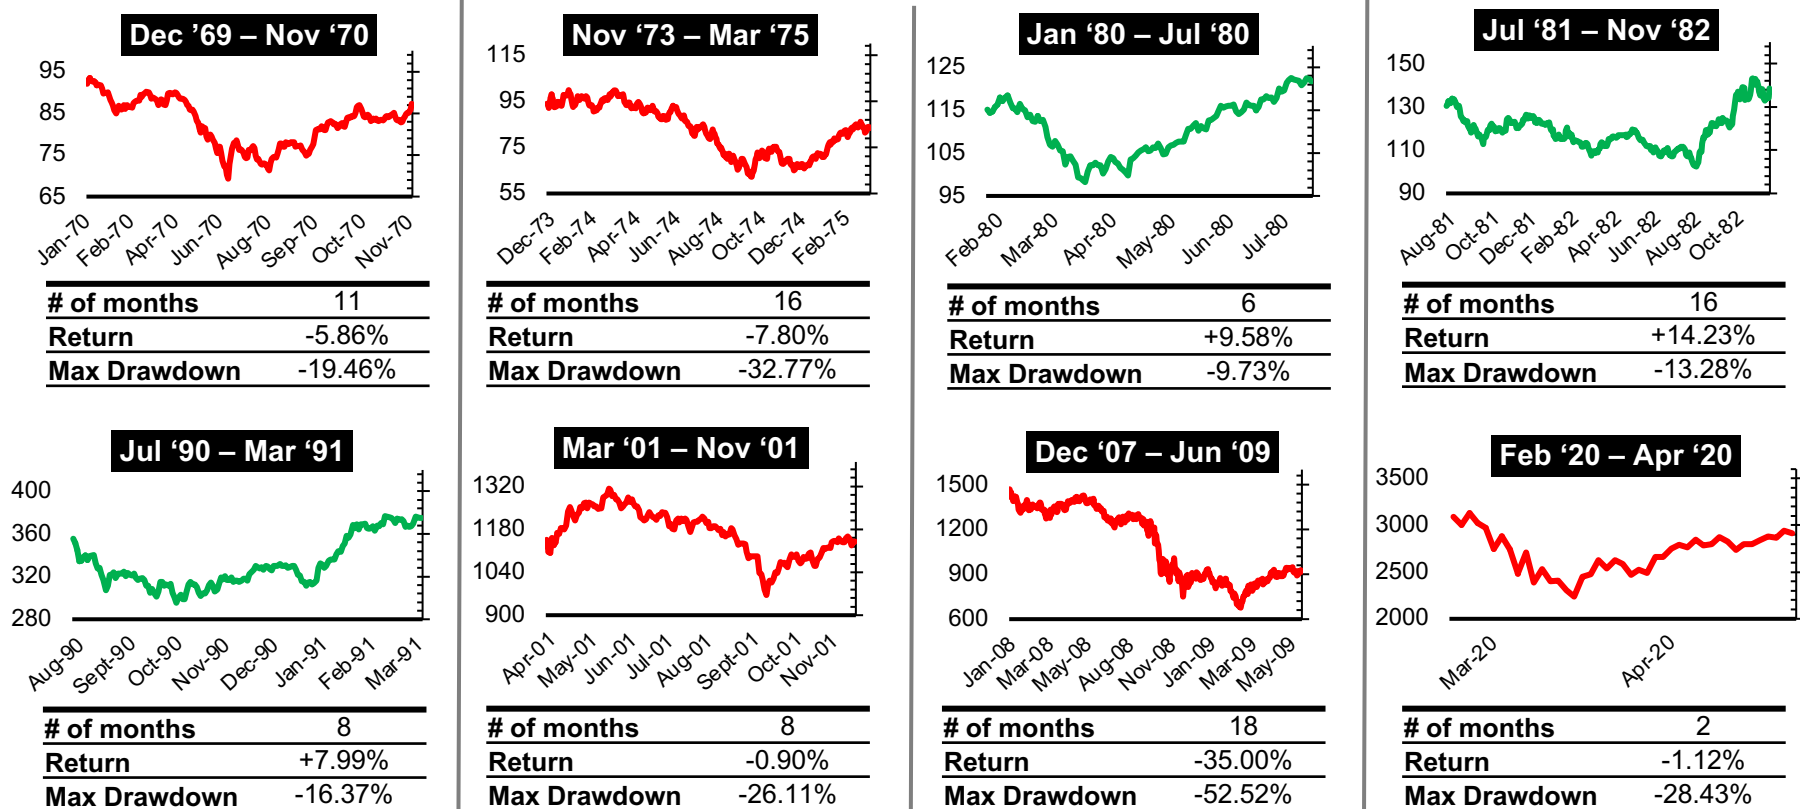 Dec ’69 – Nov ‘70
95
85
75
65
Jan-70 Feb-70 Apr-70 Jun-70 Aug-70 Sep-70 Oct-70 Nov-70
# of months 11
Return -5.86%
Max Drawdown -19.46%
Nov ‘73 – Mar ‘75
115
95
75
55
Dec-73 Feb-74 Apr-74 Jun-74 Aug-74 Oct-74 Dec-74 Feb-75
# of months 16
Return -7.80%
Max Drawdown -32.77%
Jan ‘80 – Jul ‘80
125
115
105
95
Feb-80 Mar-80 Apr-80 May-80 Jun-80 Jul-80
# of months 6
Return +9.58%
Max Drawdown -9.73%
Jul ‘81 – Nov ‘82
150
130
110
90
Aug-81 Oct-81 Dec-81 Feb-82 Apr-82 Jun-82 Aug-82 Oct-82
# of months 16
Return +14.23%
Max Drawdown -13.28%
Jul ‘90 – Mar ‘91
400
360
320
280
Aug-90 Sept-90 Oct-90 Nov-90 Dec-90 Jan-91 Feb-91 Mar-91
# of months 8
Return +7.99%
Max Drawdown -16.37%
Mar ‘01 – Nov ‘01
1320
1180
1040
900
Apr-01 May-01 Jun-01 Jul-01 Aug-01 Sept-01 Oct-01 Nov-01
# of months 8
Return -0.90%
Max Drawdown -26.11%
Dec ‘07 – Jun ‘09
1500
1200
900
600
Jan-08 Mar-08 May-08 Aug-08 Nov-08 Jan-09 Mar-09 May-09
# of months 18
Return -35.00%
Max Drawdown -52.52%
Feb ‘20 – Apr ‘20
3500
3000
2500
2000
Mar-20 Apr-20
# of months 2
Return -1.12%
Max Drawdown -28.43%